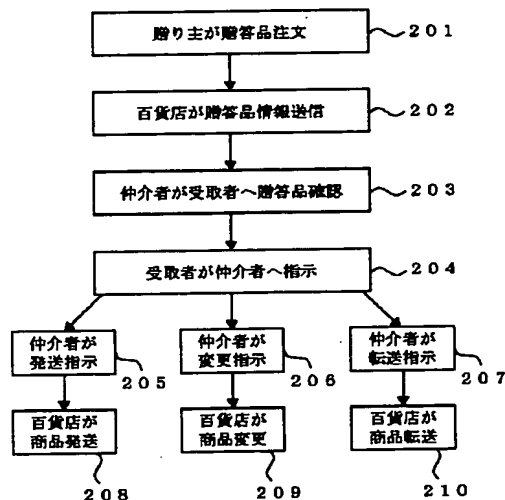 贈り主が贈答品注文
201
百貨店が贈答品情報送信
202
仲介者が受取者へ贈答品確認
203
受取者が仲介者へ指示
204
仲介者が
発送指示
205
仲介者が
変更指示
206
仲介者が
転送指示
207
百貨店が
商品発送
208
百貨店が
商品変更
209
百貨店が
商品転送
210